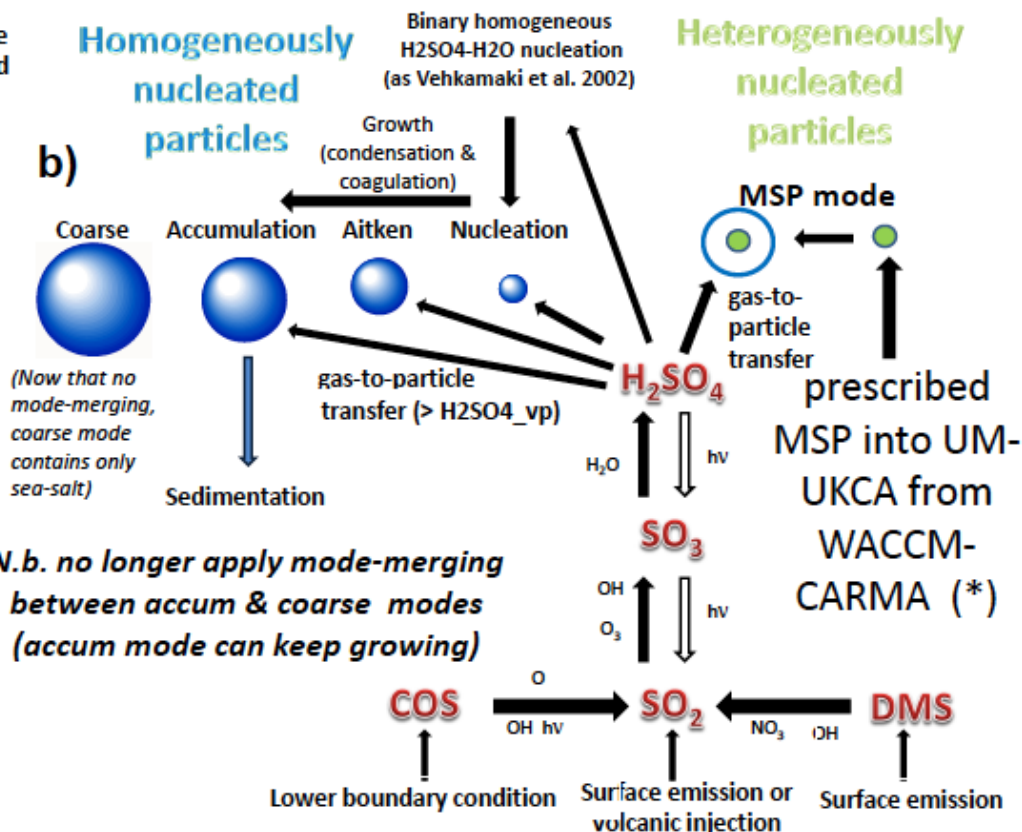 Homogeneously
nucleated
particles
Binary homogeneous
H2SO4-H2O nucleation
(as Vehkamaki et al. 2002)
Heterogeneously
nucleated
particles
b)
Growth
(condensation &
coagulation)
MSP mode
Coarse
Accumulation
Aitken
Nucleation
gas-to-
particle
transfer
(Now that no
mode-merging,
coarse mode
contains only
sea-salt)
gas-to-particle
transfer (> H2SO4_vp)
H₂SO₄
Sedimentation
H₂O
hν
prescribed
MSP into UM-
UKCA from
WACCM-
CARMA (*)
SO₃
N.b. no longer apply mode-merging
between accum & coarse modes
(accum mode can keep growing)
OH
O₃
hν
COS
O
OH hν
SO₂
NO₃
OH
DMS
Lower boundary condition
Surface emission or
volcanic injection
Surface emission